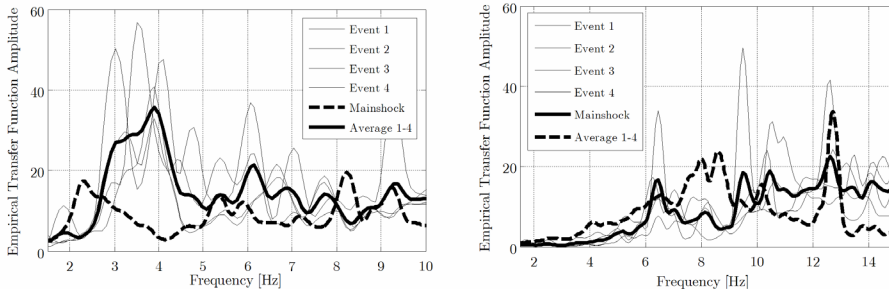 Empirical Transfer Function Amplitude
60
40
20
0
2
3
4
5
6
7
8
9
10
Frequency [Hz]
Event 1
Event 2
Event 3
Event 4
Mainshock
Average 1-4
Empirical Transfer Function Amplitude
60
40
20
0
2
4
6
8
10
12
14
Frequency [Hz]
Event 1
Event 2
Event 3
Event 4
Mainshock
Average 1-4